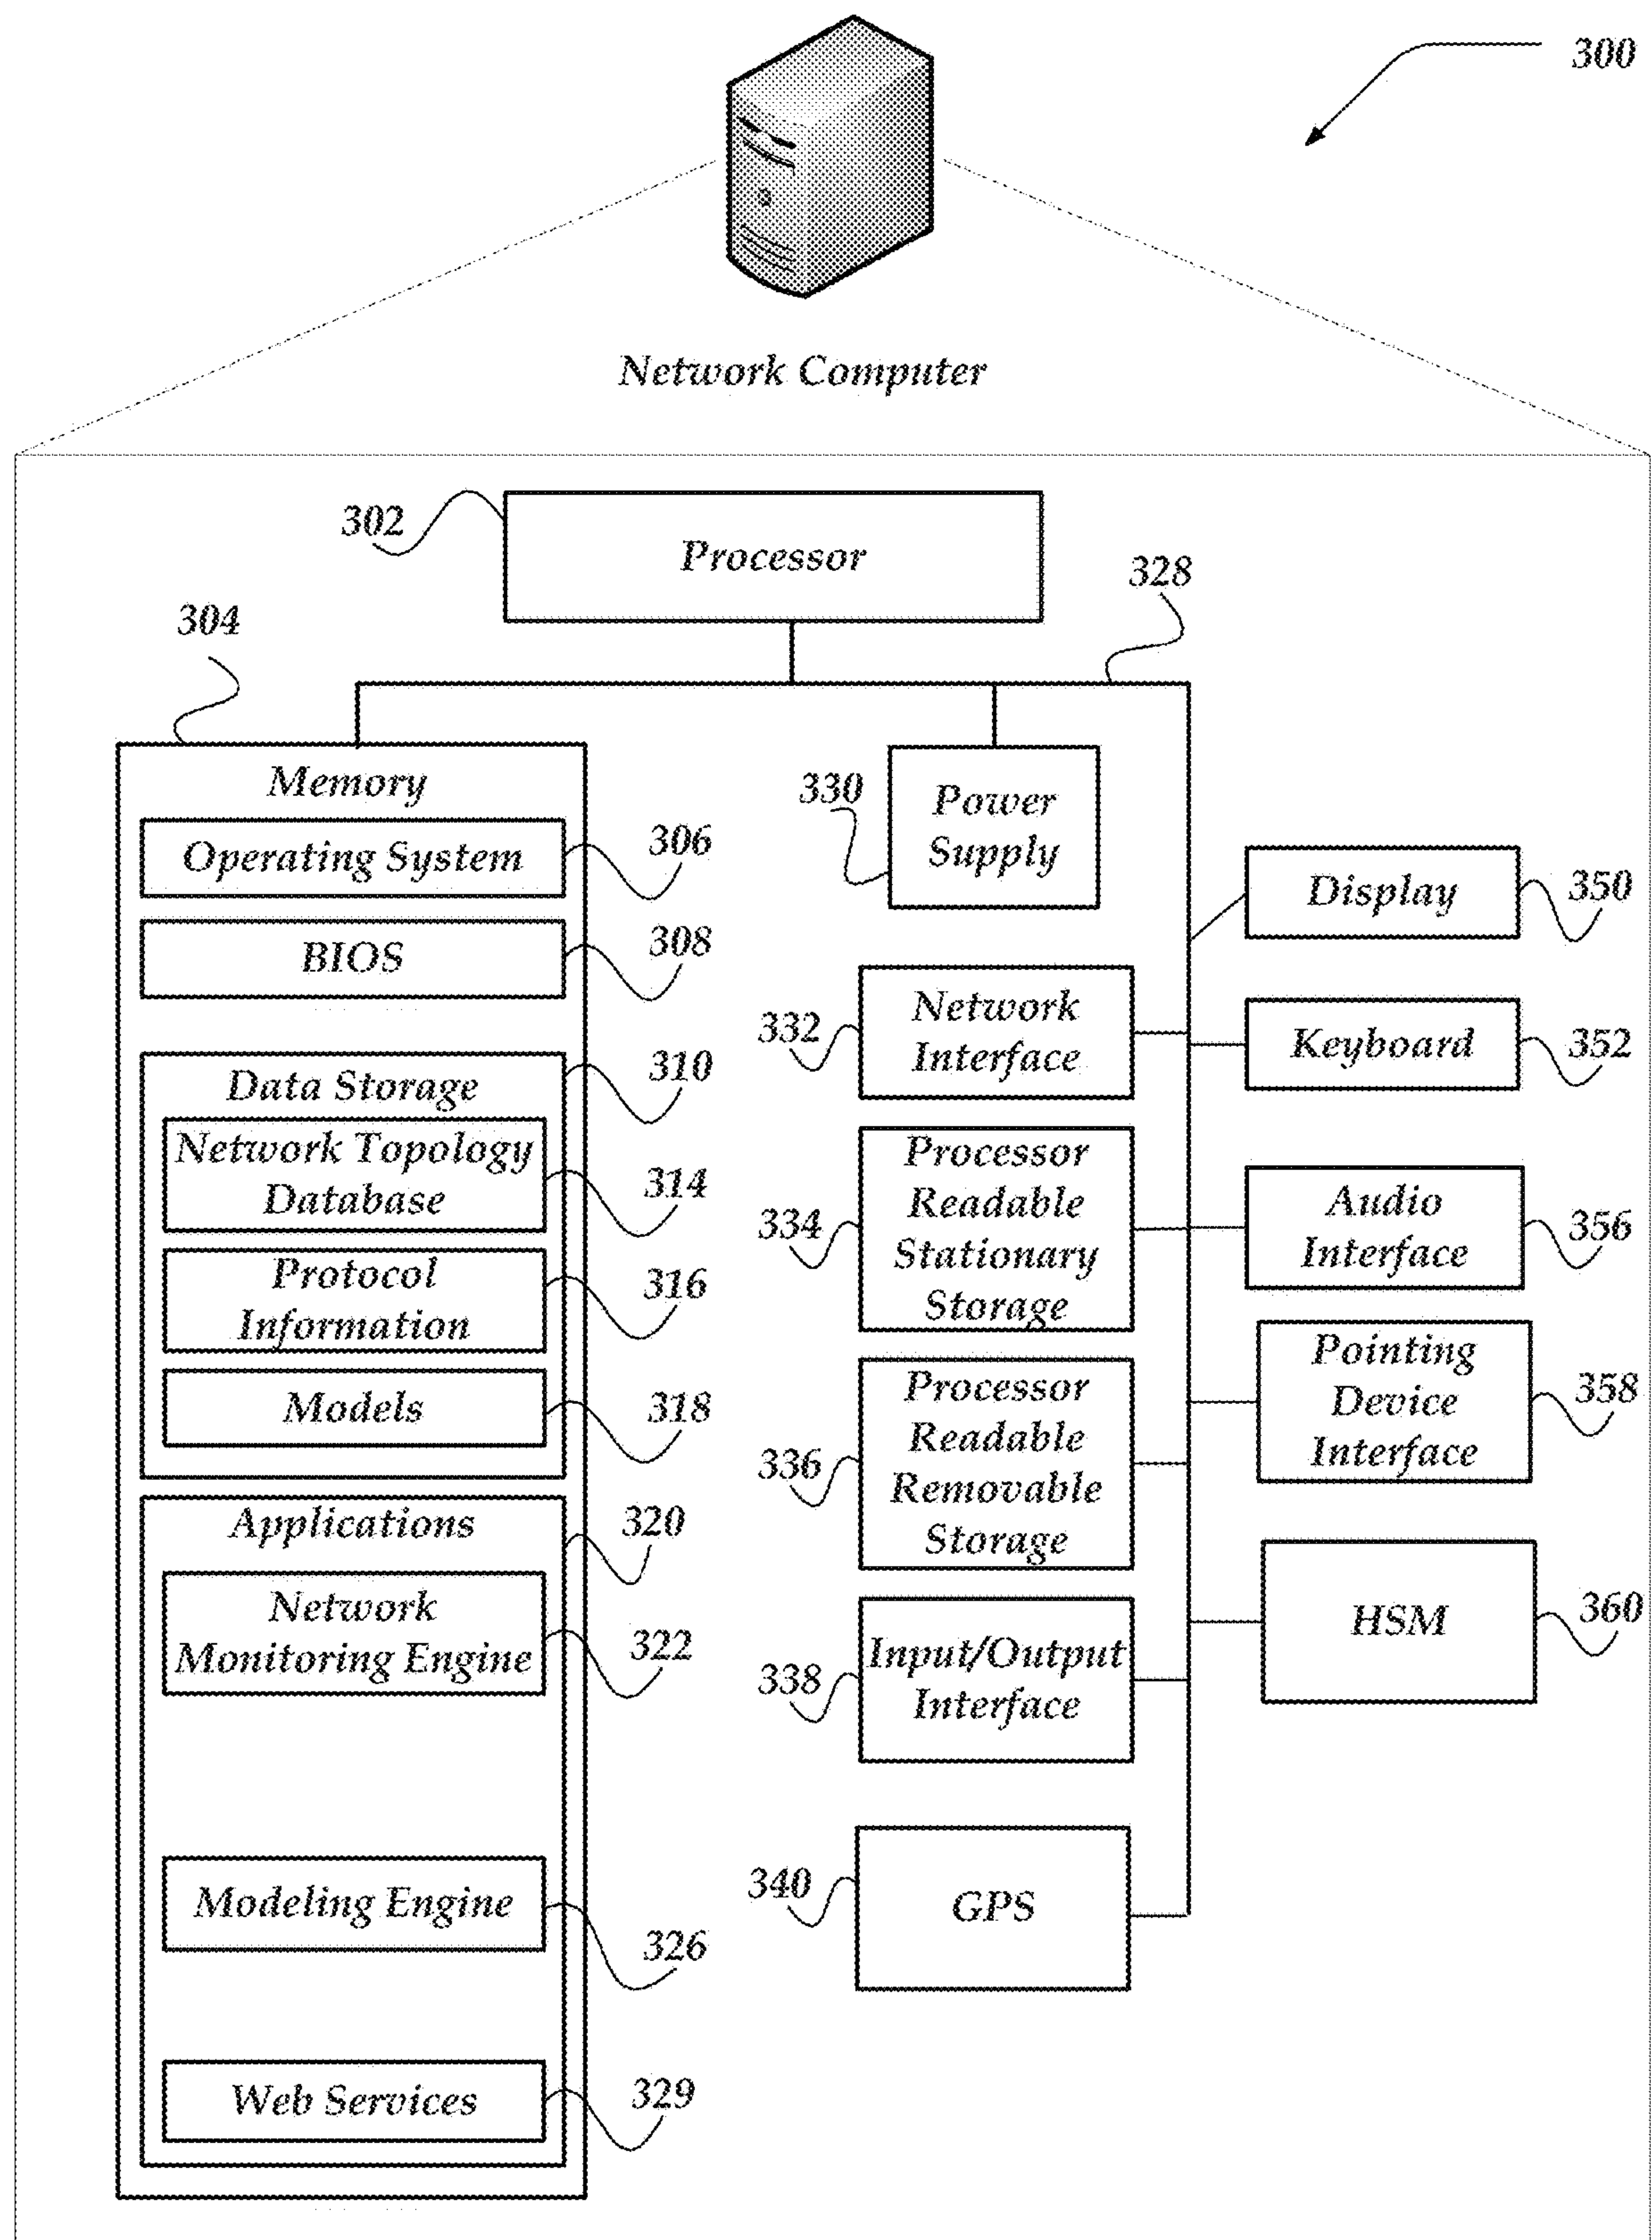 300
Network Computer
302
Processor
328
304
Memory
Operating System
306
BIOS
308
Data Storage
310
Network Topology
Database
314
Protocol
Information
316
Models
318
Applications
320
Network
Monitoring Engine
322
Modeling Engine
326
Web Services
329
330
Power
Supply
332
Network
Interface
334
Processor
Readable
Stationary
Storage
336
Processor
Readable
Removable
Storage
338
Input/Output
Interface
340
GPS
Display
350
Keyboard
352
Audio
Interface
356
Pointing
Device
Interface
358
HSM
360